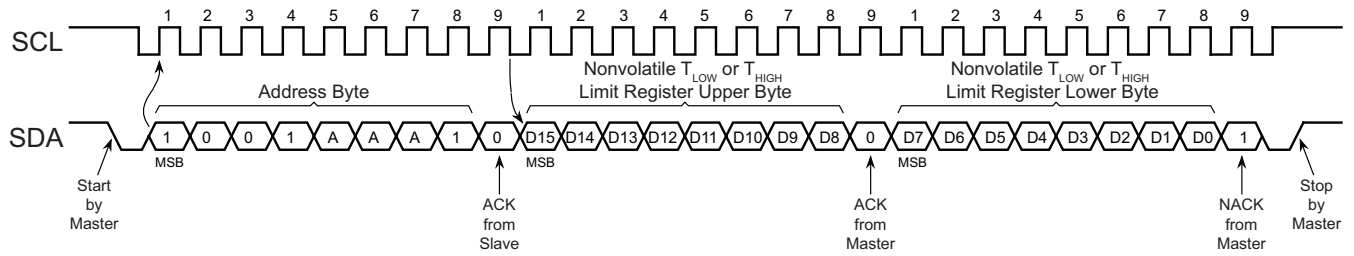 1 2 3 4 5 6 7 8 9 1 2 3 4 5 6 7 8 9 1 2 3 4 5 6 7 8 9
SCL
Address Byte
Nonvolatile TLOW or THIGH
Limit Register Upper Byte
Nonvolatile TLOW or THIGH
Limit Register Lower Byte
SDA
1 0 0 1 A A A 1 0 D15 D14 D13 D12 D11 D10 D9 D8 0 D7 D6 D5 D4 D3 D2 D1 D0 1
MSB MSB MSB
Start
by
Master
ACK
from
Slave
ACK
from
Master
NACK
from
Master
Stop
by
Master